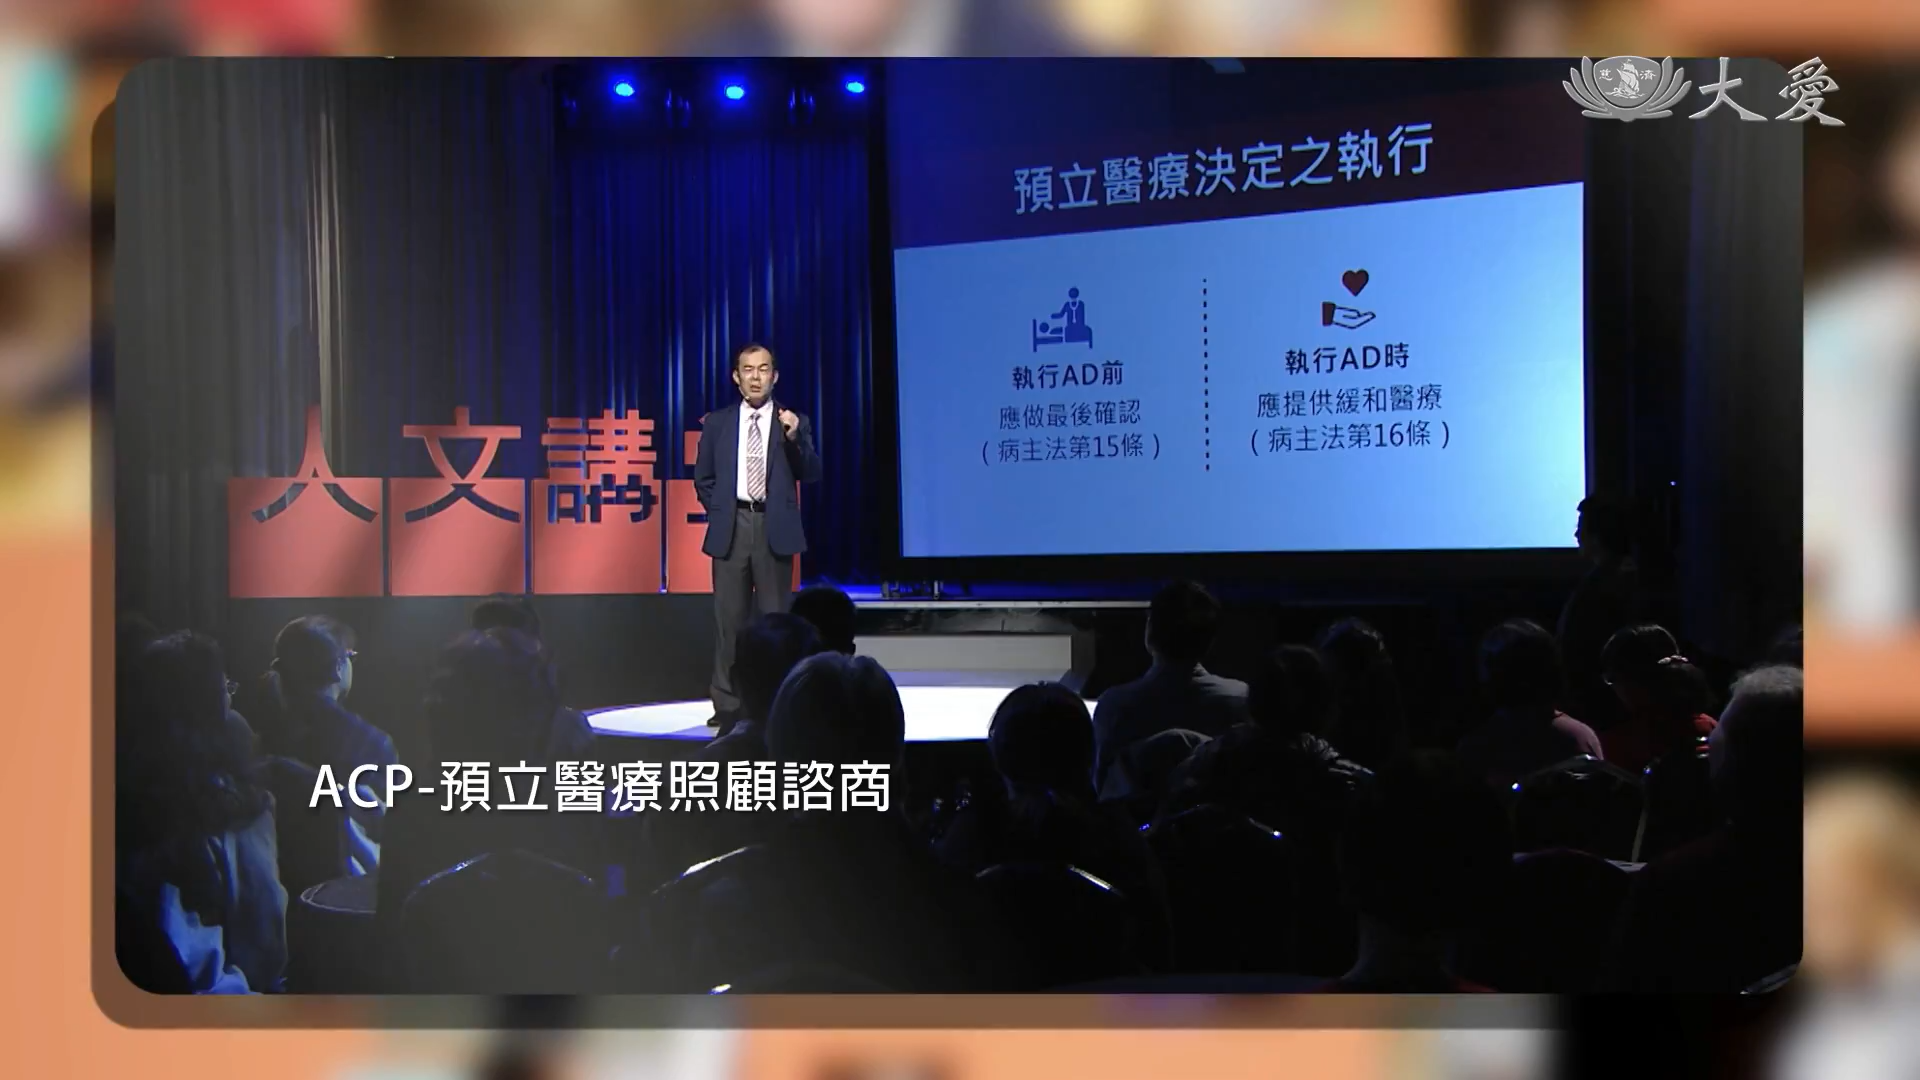 慈濟
大愛
預立醫療決定之執行
執行AD前
應做最後確認
(病主法第15條)
執行AD時
應提供緩和醫療
(病主法第16條)
人文講
ACP-預立醫療照顧諮商